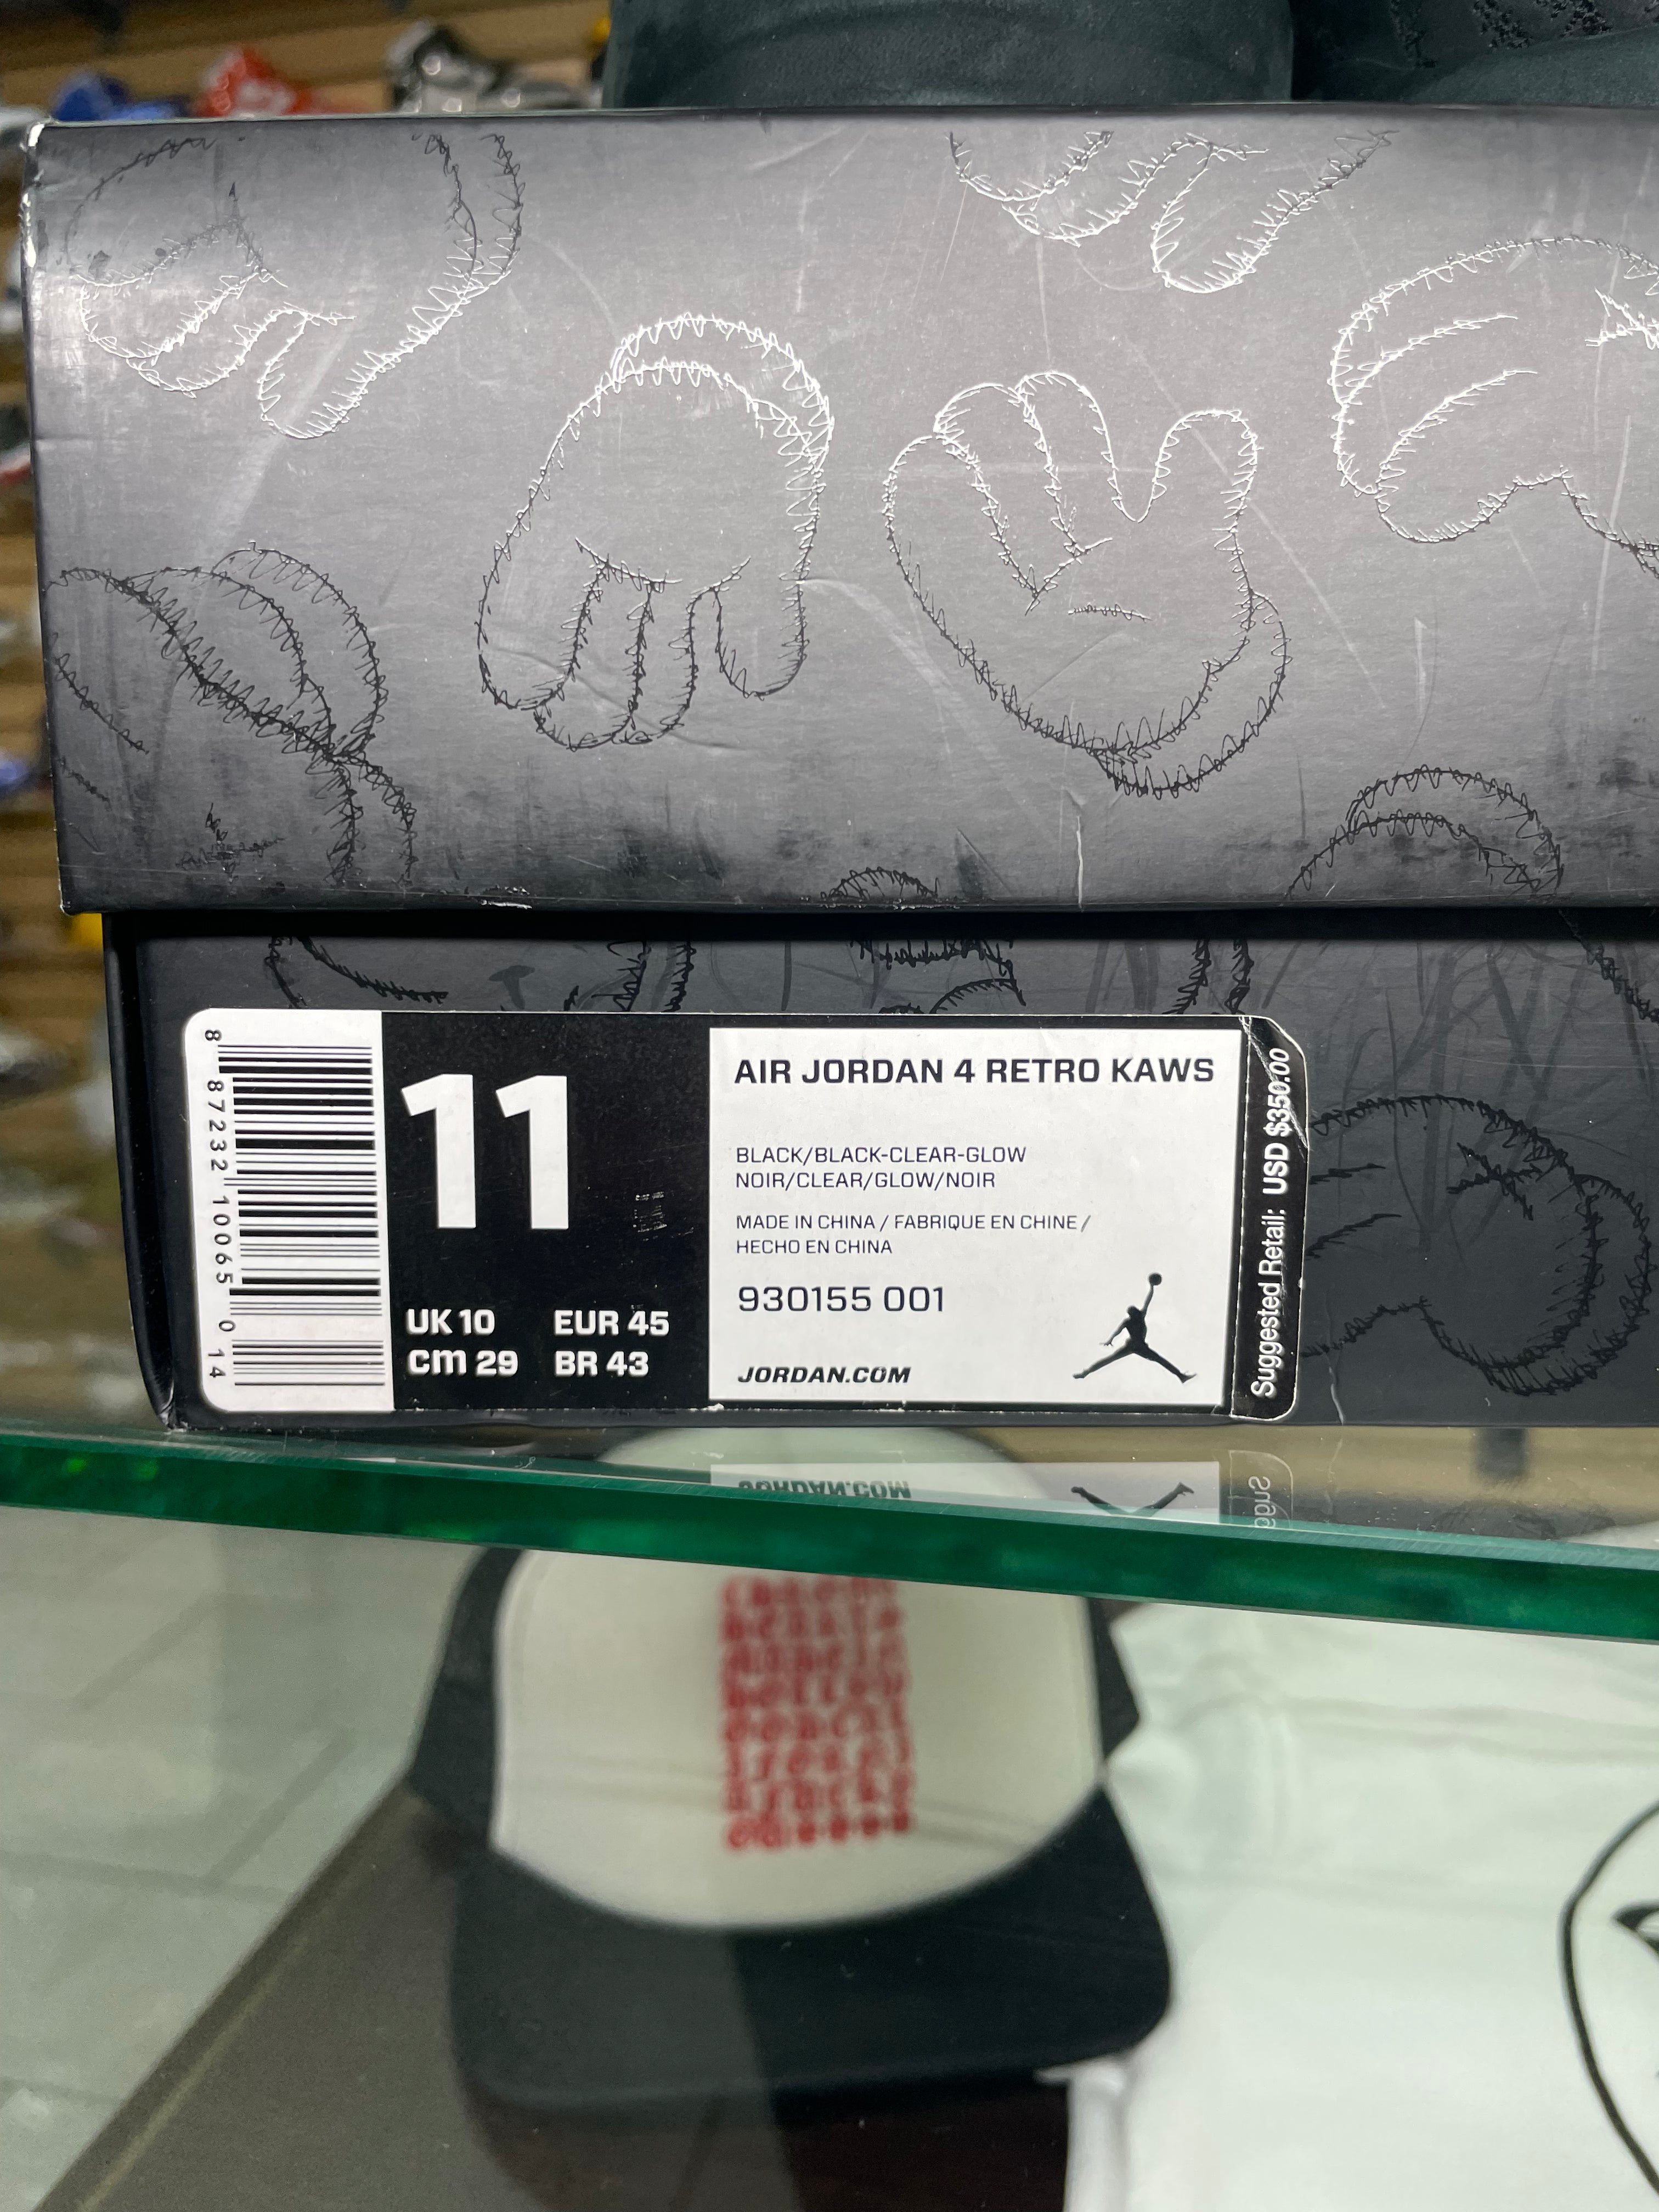 8 87232 10065 0 14
11
UK 10 EUR 45
cm 29 BR 43
AIR JORDAN 4 RETRO KAWS
BLACK/BLACK-CLEAR-GLOW
NOIR/CLEAR/GLOW/NOIR
MADE IN CHINA / FABRIQUE EN CHINE /
HECHO EN CHINA
930155 001
JORDAN.COM
Suggested Retail: USD $350.00